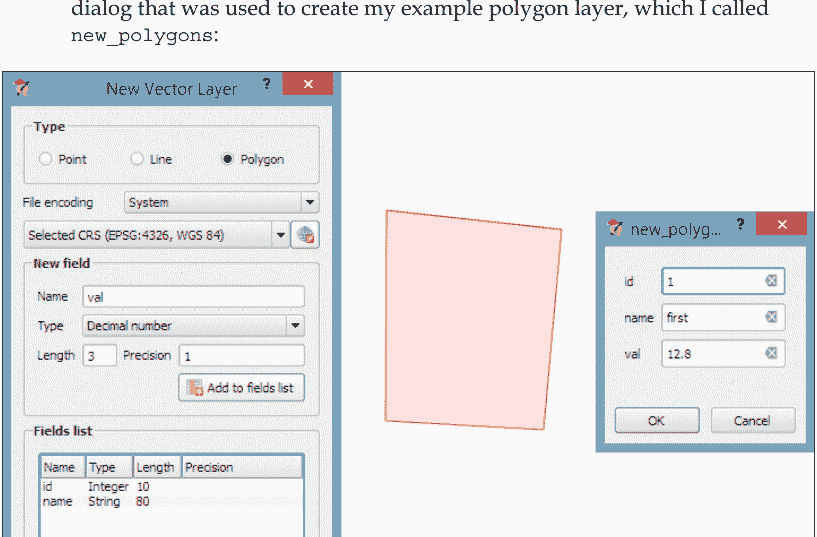 dialog that was used to create my example polygon layer, which I called
new_polygons:
New Vector Layer ?
Type
Point Line Polygon
File encoding System
Selected CRS (EPSG:4326, WGS 84)
New field
Name val
Type Decimal number
Length 3 Precision 1
Add to fields list
Fields list
Name Type Length Precision
id Integer 10
name String 80
new_polyg... ?
id 1
name first
val 12.8
OK Cancel